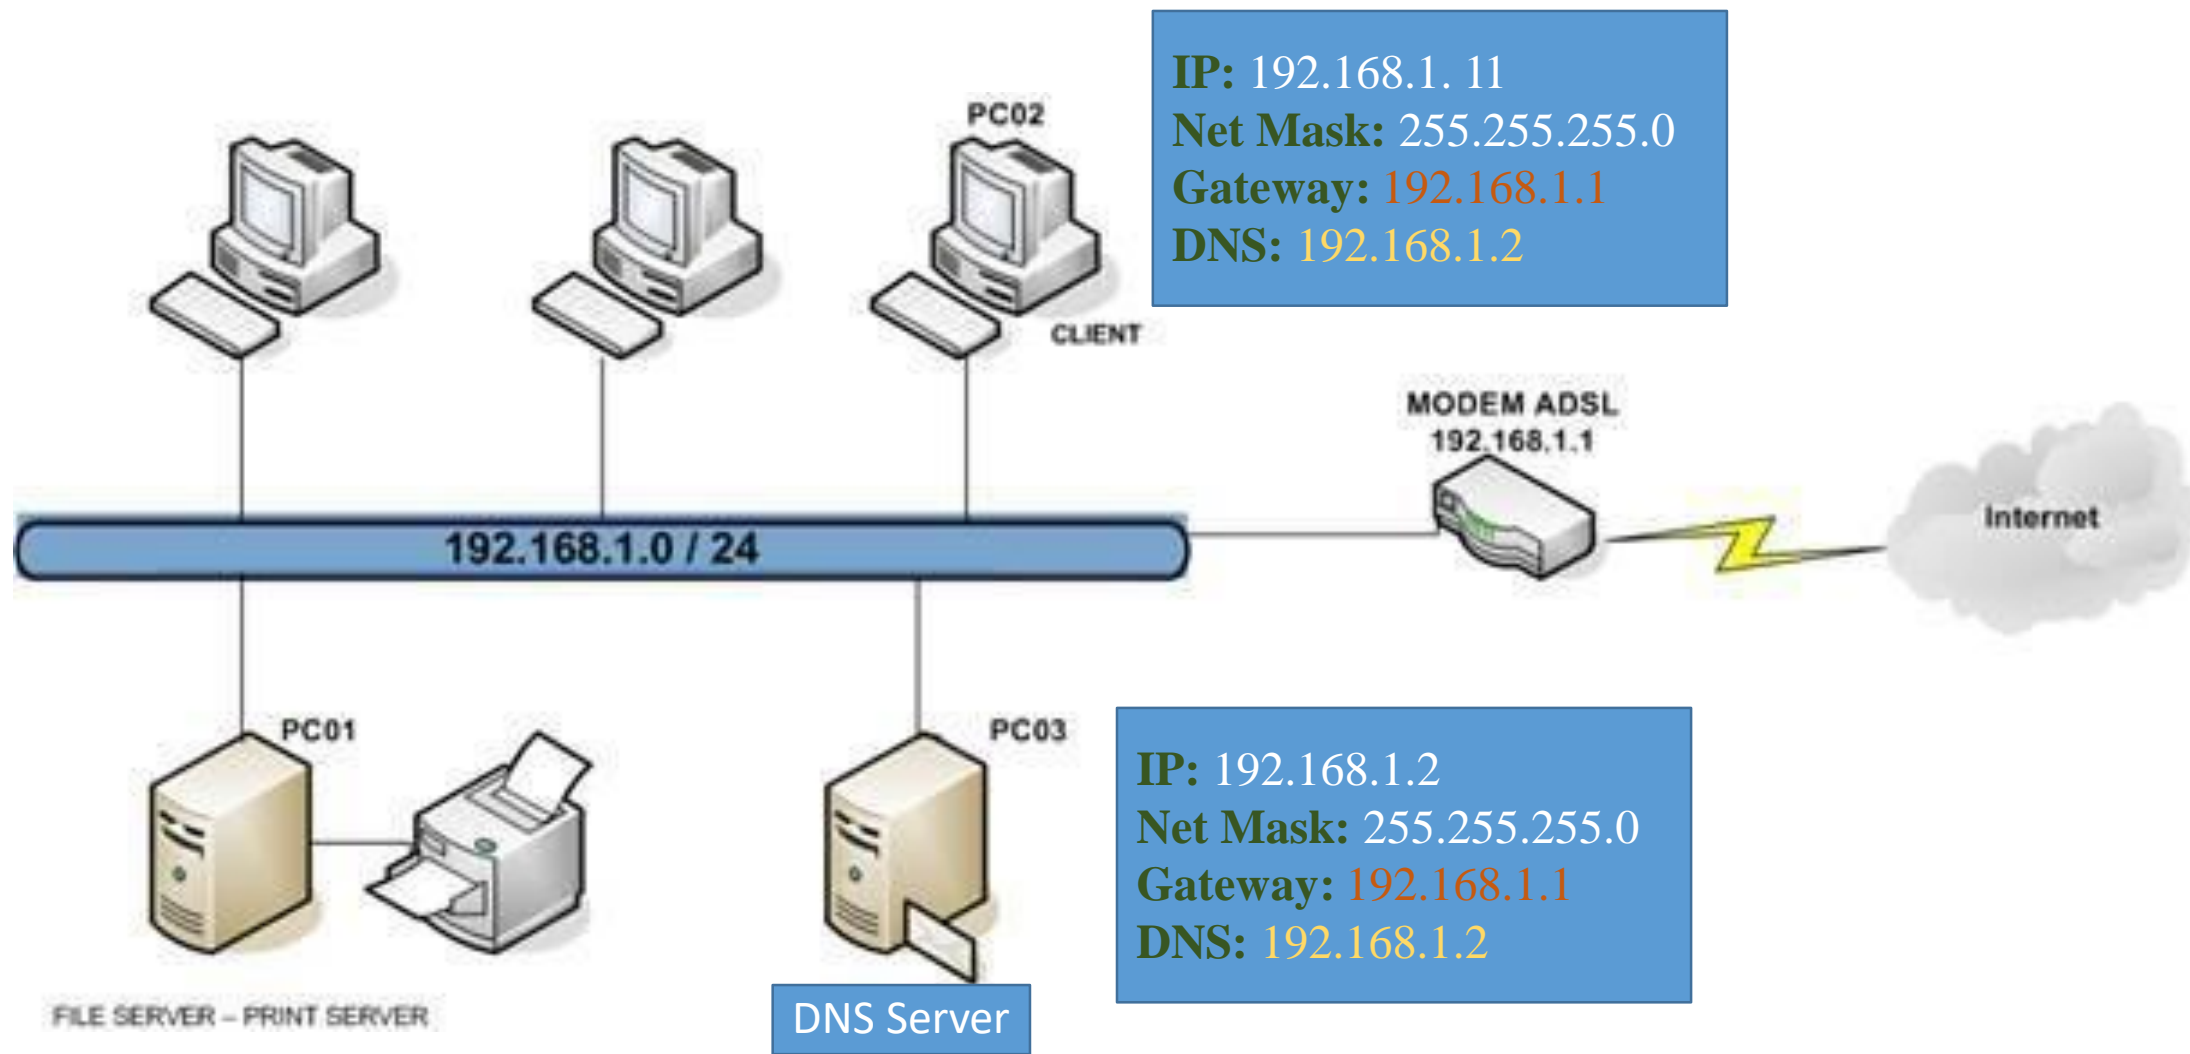 PC02
IP: 192.168.1. 11
Net Mask: 255.255.255.0
Gateway: 192.168.1.1
DNS: 192.168.1.2
CLIENT
MODEM ADSL
192.168.1.1
Internet
192.168.1.0 / 24
PC01
PC03
IP: 192.168.1.2
Net Mask: 255.255.255.0
Gateway: 192.168.1.1
DNS: 192.168.1.2
FILE SERVER – PRINT SERVER
DNS Server